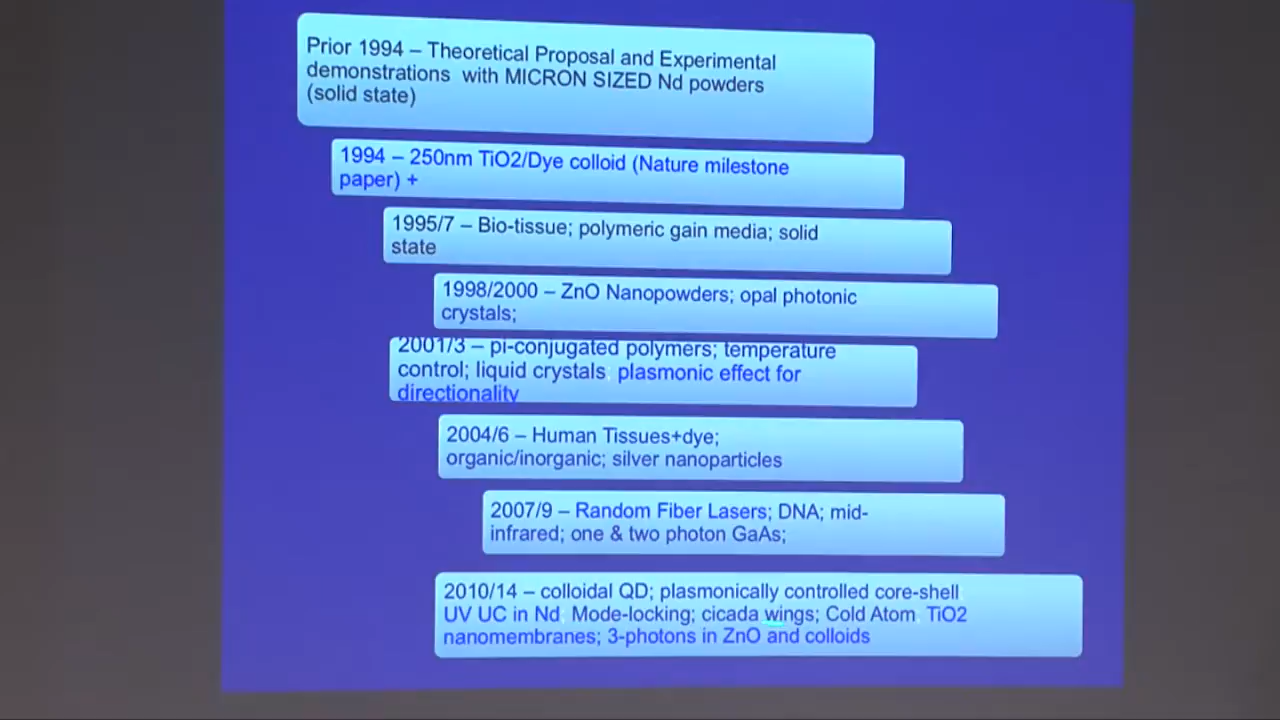 Prior 1994 – Theoretical Proposal and Experimental
demonstrations with MICRON SIZED Nd powders
(solid state)
1994 – 250nm TiO2/Dye colloid (Nature milestone
paper) +
1995/7 – Bio-tissue; polymeric gain media; solid
state
1998/2000 – ZnO Nanopowders; opal photonic
crystals;
2001/3 – pi-conjugated polymers; temperature
control; liquid crystals; plasmonic effect for
directionality
2004/6 – Human Tissues+dye;
organic/inorganic; silver nanoparticles
2007/9 – Random Fiber Lasers; DNA; mid-
infrared; one & two photon GaAs;
2010/14 – colloidal QD; plasmonically controlled core-shell
UV UC in Nd; Mode-locking; cicada wings; Cold Atom; TiO2
nanomembranes; 3-photons in ZnO and colloids